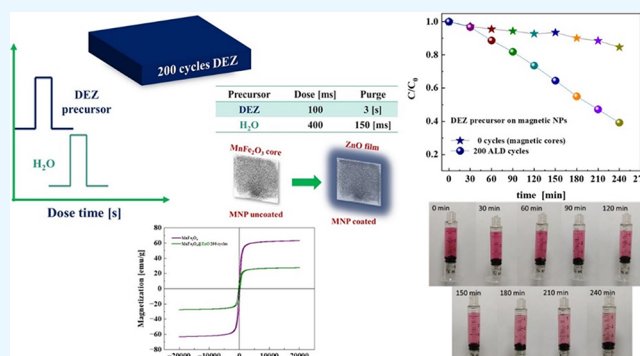 200 cycles DEZ
DEZ
precursor
H₂O
Dose time [s]
Precursor Dose [ms] Purge
DEZ 100 3 [s]
H₂O 400 150 [ms]
MnFe₂O₃ core
ZnO film
MNP uncoated
MNP coated
Magnetization [emu/g]
80
60
40
20
0
-20
-40
-60
-80
-20000 -10000 0 10000 20000
C/C₀
1.0
0.8
0.6
0.4
DEZ precursor on magnetic NPs
0 cycles (magnetic cores)
200 ALD cycles
0 30 60 90 120 150 180 210 240
time [min]
0 min 30 min 60 min 90 min 120 min
150 min 180 min 210 min 240 min